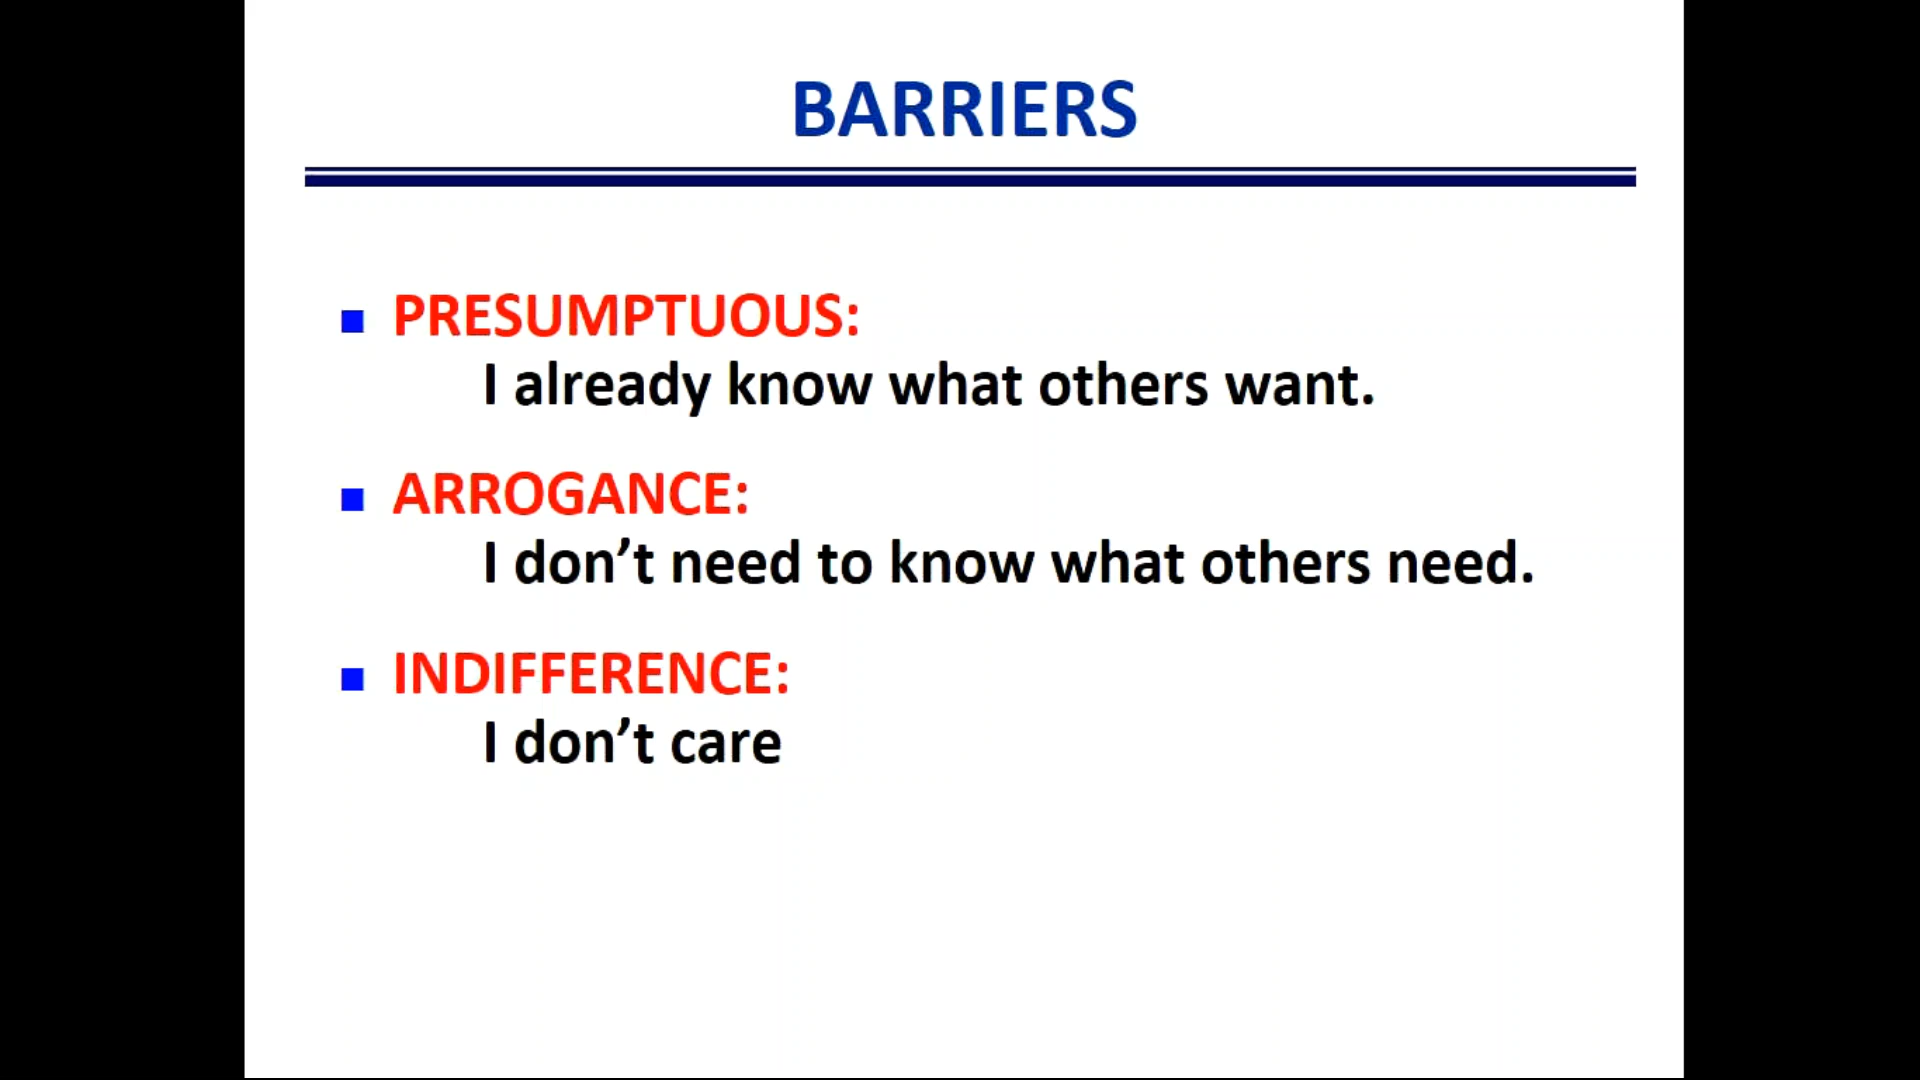 BARRIERS
PRESUMPTUOUS:
I already know what others want.
ARROGANCE:
I don’t need to know what others need.
INDIFFERENCE:
I don’t care